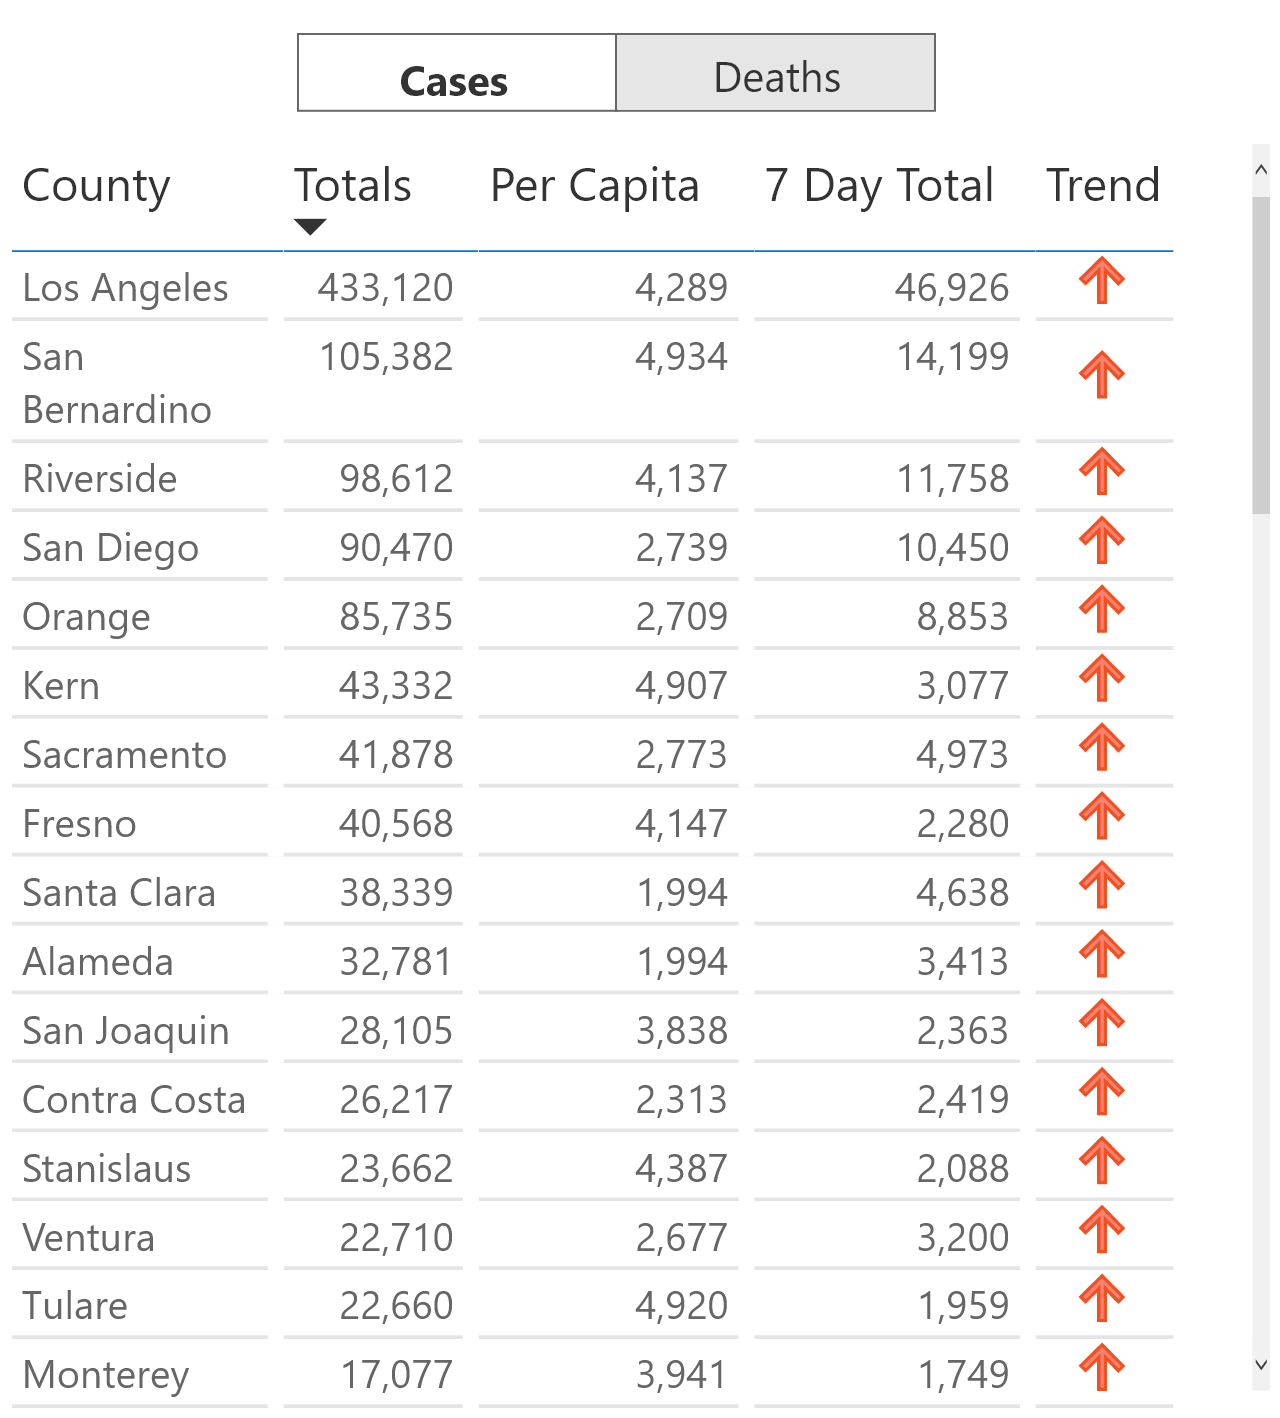 Cases Deaths
County Totals Per Capita 7 Day Total Trend
Los Angeles 433,120 4,289 46,926
San 105,382 4,934 14,199
Bernardino
Riverside 98,612 4,137 11,758
San Diego 90,470 2,739 10,450
Orange 85,735 2,709 8,853
Kern 43,332 4,907 3,077
Sacramento 41,878 2,773 4,973
Fresno 40,568 4,147 2,280
Santa Clara 38,339 1,994 4,638
Alameda 32,781 1,994 3,413
San Joaquin 28,105 3,838 2,363
Contra Costa 26,217 2,313 2,419
Stanislaus 23,662 4,387 2,088
Ventura 22,710 2,677 3,200
Tulare 22,660 4,920 1,959
Monterey 17,077 3,941 1,749